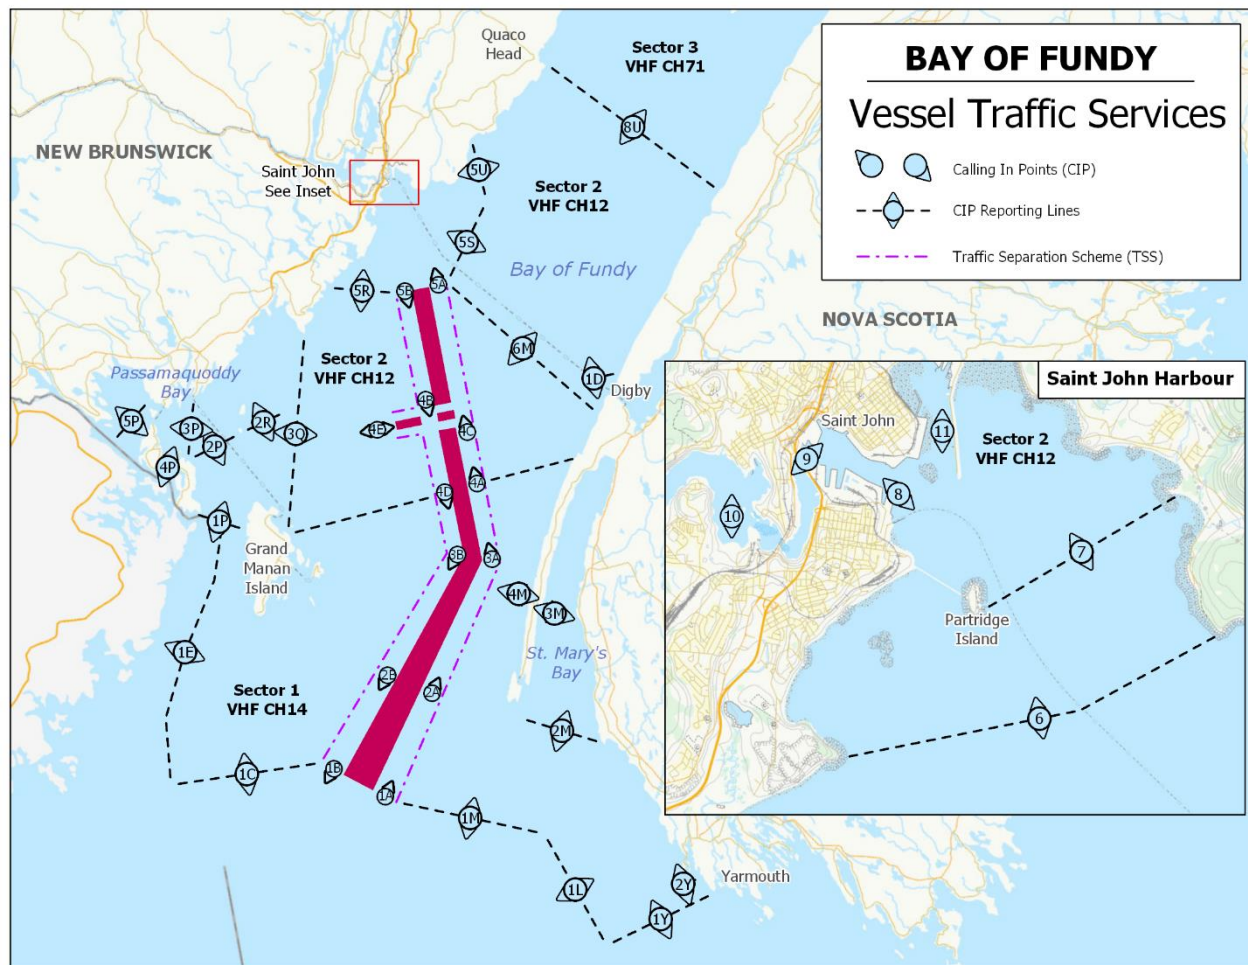 Quaco
Head
Sector 3
VHF CH71
BAY OF FUNDY
Vessel Traffic Services
Calling In Points (CIP)
CIP Reporting Lines
Traffic Separation Scheme (TSS)
8U
NEW BRUNSWICK
Saint John
See Inset
5U
Sector 2
VHF CH12
5S
Bay of Fundy
5R
5B
5A
NOVA SCOTIA
6M
1D
Digby
Sector 2
VHF CH12
Passamaquoddy
Bay
4B
5P
3P
2P
2R
3Q
4E
4C
4P
4D
4A
1P
Grand
Manan
Island
3B
3A
4M
3M
St. Mary's
Bay
1E
2B
2A
Sector 1
VHF CH14
2M
1C
1B
1A
1M
1L
2Y
1Y
Yarmouth
Saint John Harbour
Saint John
11
Sector 2
VHF CH12
9
8
10
7
Partridge
Island
6